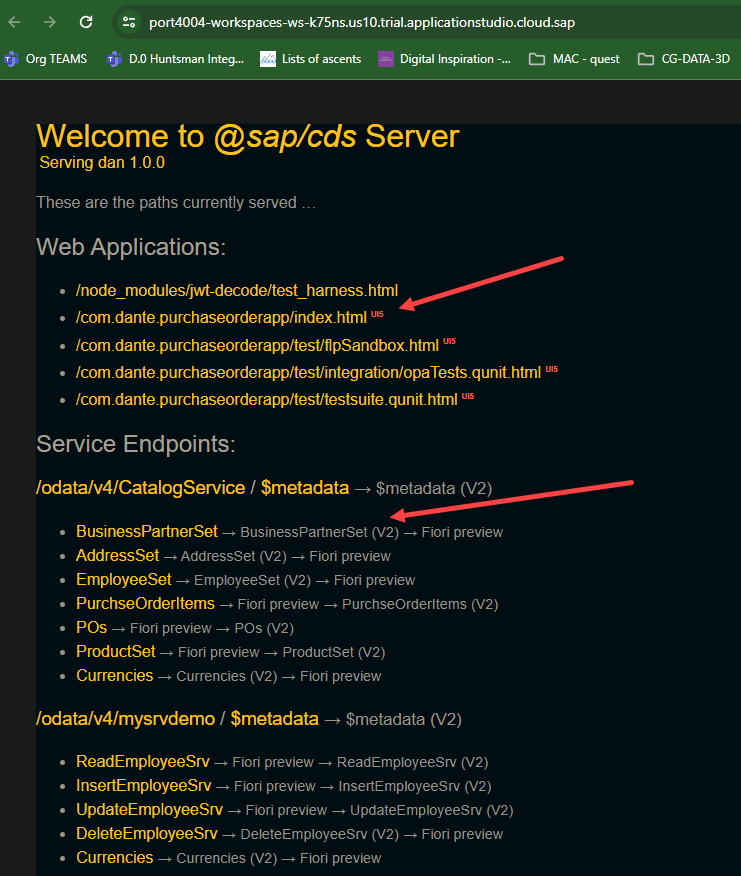 port4004-workspaces-ws-k75ns.us10.trial.applicationstudio.cloud.sap
Org TEAMS D.0 Huntsman Integ... Lists of ascents Digital Inspiration -... MAC - quest CG-DATA-3D
Welcome to @sap/cds Server
Serving dan 1.0.0
These are the paths currently served …
Web Applications:
/node_modules/jwt-decode/test_harness.html
/com.dante.purchaseorderapp/index.html UI5
/com.dante.purchaseorderapp/test/flpSandbox.html UI5
/com.dante.purchaseorderapp/test/integration/opaTests.qunit.html UI5
/com.dante.purchaseorderapp/test/testsuite.qunit.html UI5
Service Endpoints:
/odata/v4/CatalogService / $metadata → $metadata (V2)
BusinessPartnerSet → BusinessPartnerSet (V2) → Fiori preview
AddressSet → AddressSet (V2) → Fiori preview
EmployeeSet → EmployeeSet (V2) → Fiori preview
PurchseOrderItems → Fiori preview → PurchseOrderItems (V2)
POs → Fiori preview → POs (V2)
ProductSet → Fiori preview → ProductSet (V2)
Currencies → Currencies (V2) → Fiori preview
/odata/v4/mysrvdemo / $metadata → $metadata (V2)
ReadEmployeeSrv → Fiori preview → ReadEmployeeSrv (V2)
InsertEmployeeSrv → Fiori preview → InsertEmployeeSrv (V2)
UpdateEmployeeSrv → Fiori preview → UpdateEmployeeSrv (V2)
DeleteEmployeeSrv → DeleteEmployeeSrv (V2) → Fiori preview
Currencies → Currencies (V2) → Fiori preview